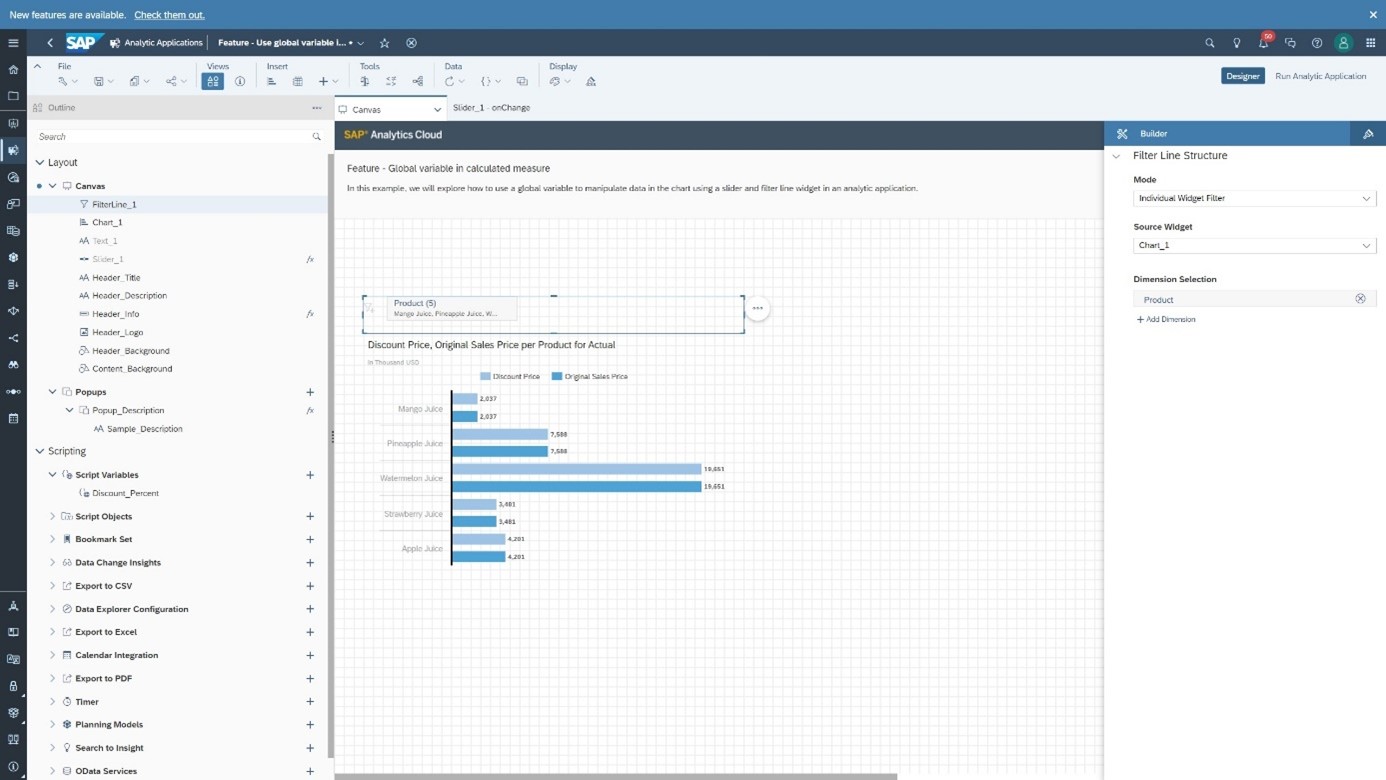 New features are available. Check them out.
SAP Analytic Applications Feature - Use global variable i... •
50
File Views Insert Tools Data Display
Designer Run Analytic Application
Outline
Canvas
Slider_1 - onChange
Search
Layout
Canvas
FilterLine_1
Chart_1
Text_1
Slider_1
Header_Title
Header_Description
Header_Info
Header_Logo
Header_Background
Content_Background
Popups
Popup_Description
Sample_Description
Scripting
Script Variables
Discount_Percent
Script Objects
Bookmark Set
Data Change Insights
Export to CSV
Data Explorer Configuration
Export to Excel
Calendar Integration
Export to PDF
Timer
Planning Models
Search to Insight
OData Services
SAP® Analytics Cloud
Feature - Global variable in calculated measure
In this example, we will explore how to use a global variable to manipulate data in the chart using a slider and filter line widget in an analytic application.
Product (5)
Mango Juice, Pineapple Juice, W...
Discount Price, Original Sales Price per Product for Actual
In Thousand USD
Discount Price Original Sales Price
Mango Juice
2,037
2,037
Pineapple Juice
7,588
7,588
Watermelon Juice
19,651
19,651
Strawberry Juice
3,481
3,481
Apple Juice
4,201
4,201
Builder
Filter Line Structure
Mode
Individual Widget Filter
Source Widget
Chart_1
Dimension Selection
Product
+ Add Dimension